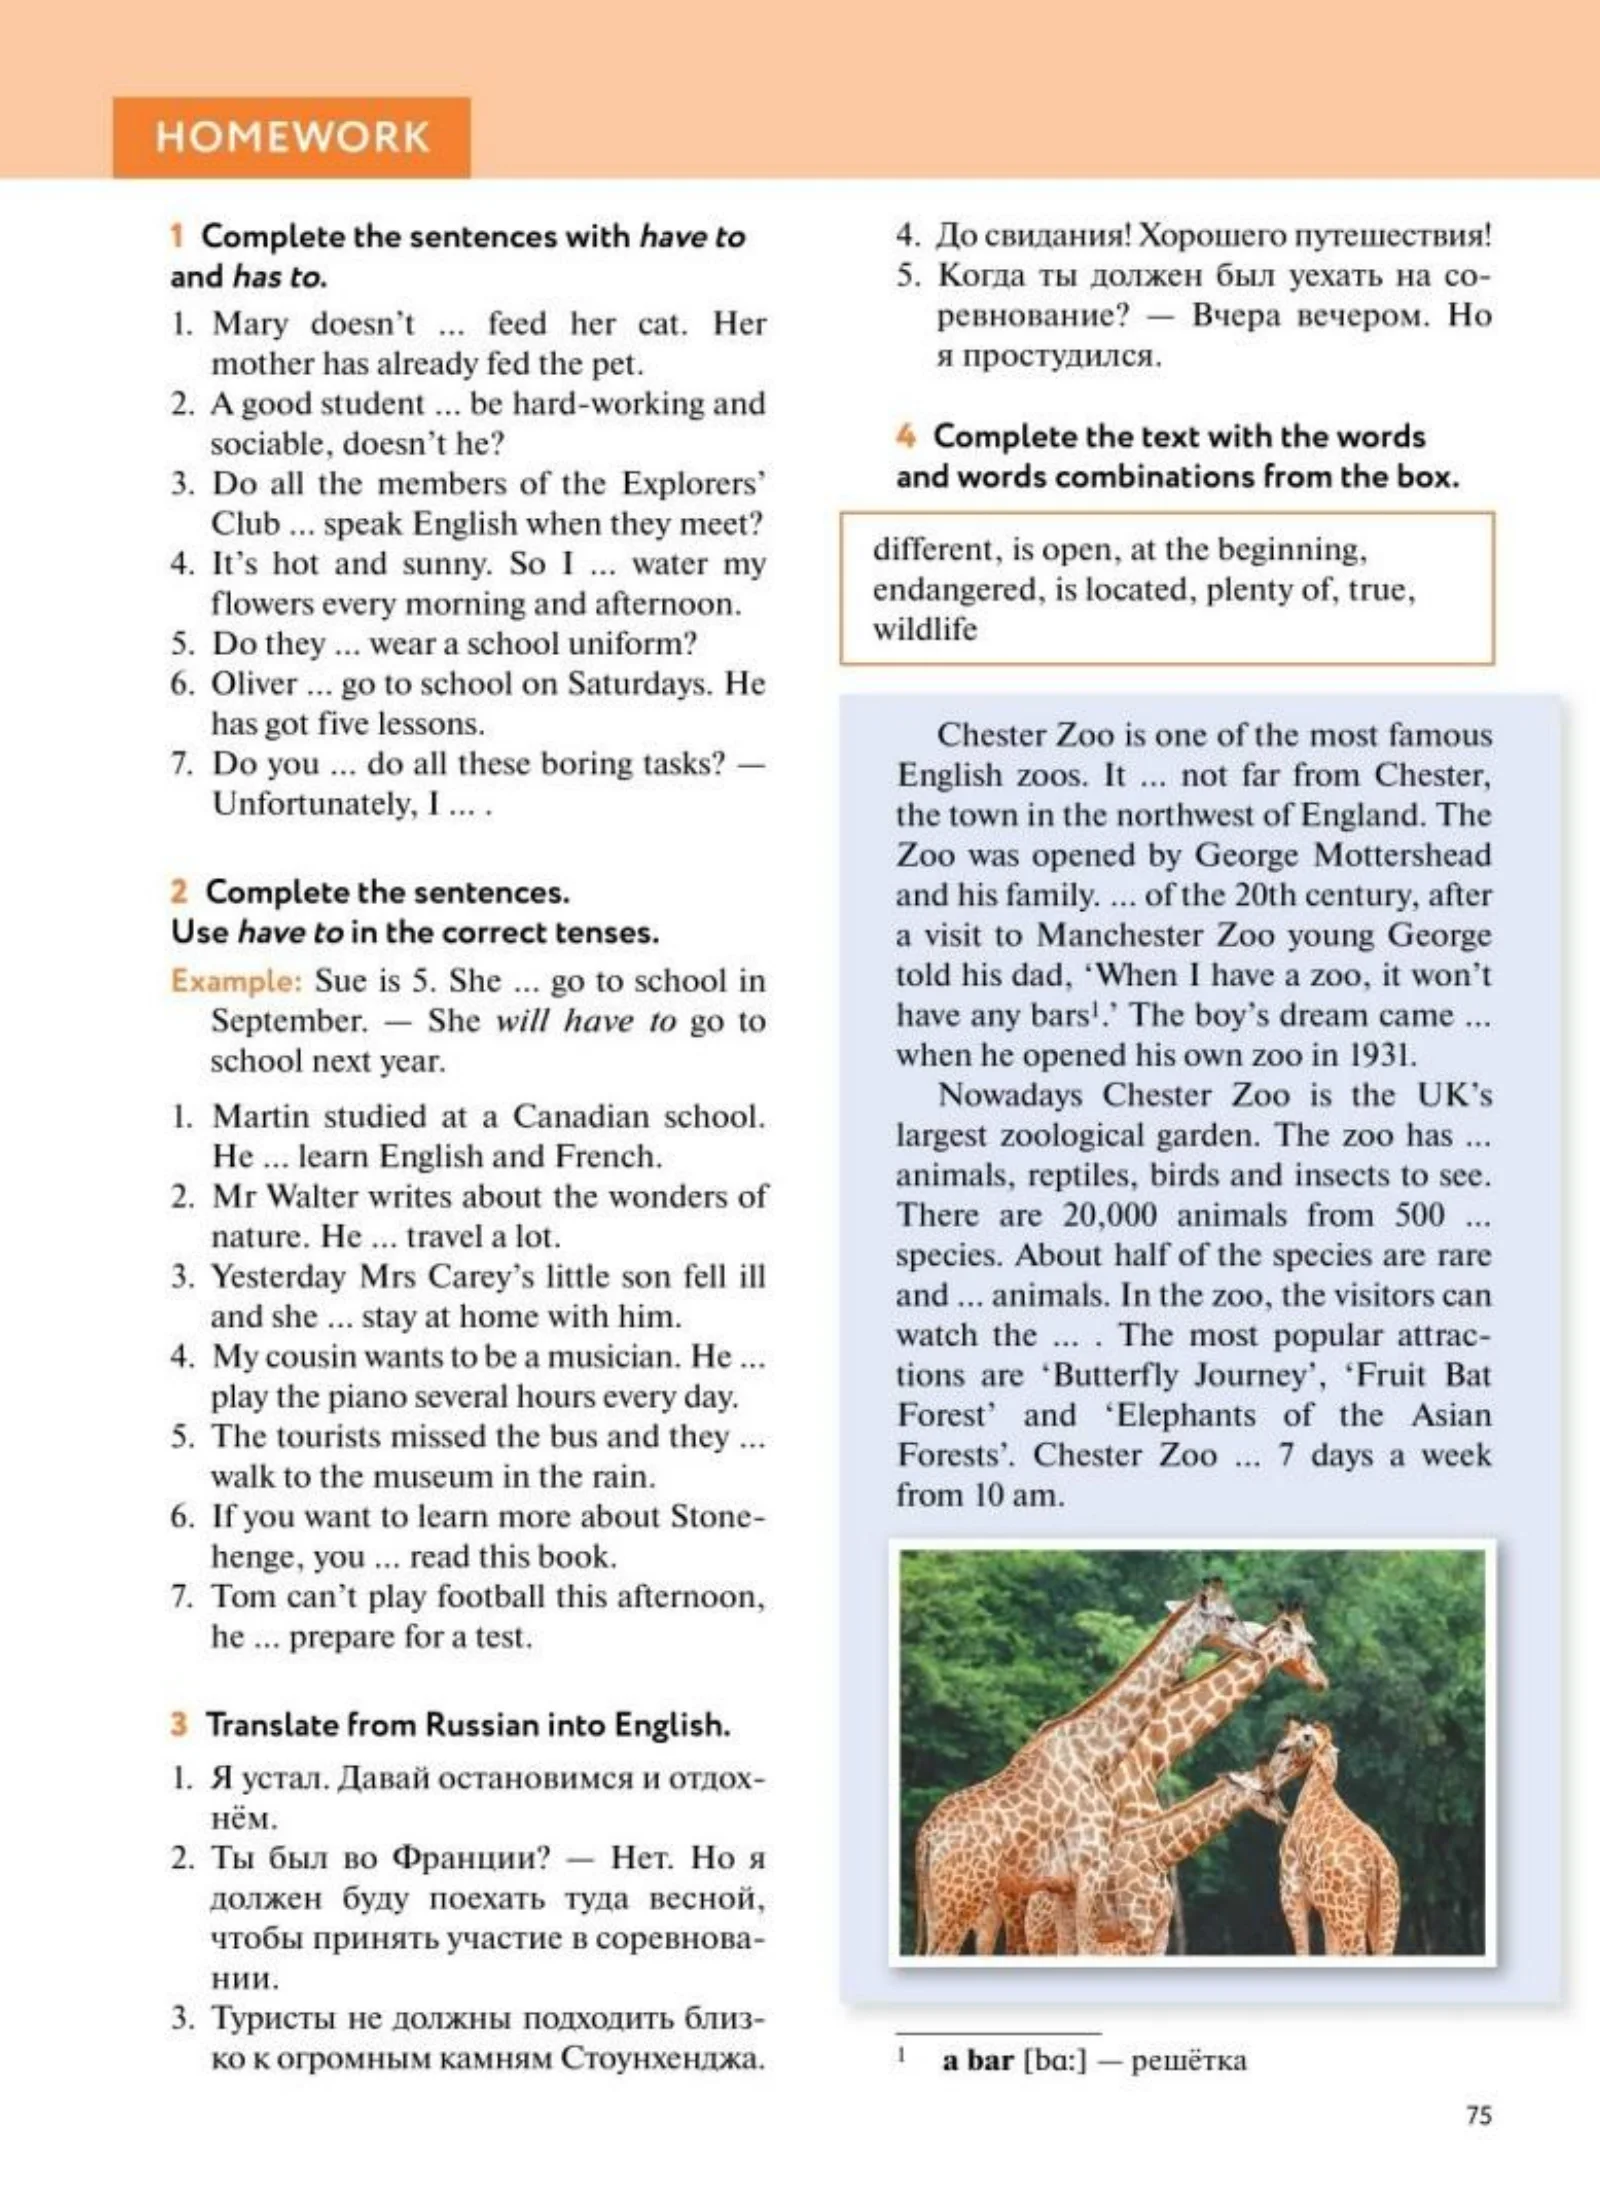 HOMEWORK
1 Complete the sentences with have to
and has to.
1. Mary doesn't ... feed her cat. Her
mother has already fed the pet.
2. A good student ... be hard-working and
sociable, doesn't he?
3. Do all the members of the Explorers'
Club ... speak English when they meet?
4. It's hot and sunny. So I ... water my
flowers every morning and afternoon.
5. Do they ... wear a school uniform?
6. Oliver ... go to school on Saturdays. He
has got five lessons.
7. Do you ... do all these boring tasks? —
Unfortunately, I ... .
2 Complete the sentences.
Use have to in the correct tenses.
Example: Sue is 5. She ... go to school in
September. — She will have to go to
school next year.
1. Martin studied at a Canadian school.
He ... learn English and French.
2. Mr Walter writes about the wonders of
nature. He ... travel a lot.
3. Yesterday Mrs Carey's little son fell ill
and she ... stay at home with him.
4. My cousin wants to be a musician. He ...
play the piano several hours every day.
5. The tourists missed the bus and they ...
walk to the museum in the rain.
6. If you want to learn more about Stone-
henge, you ... read this book.
7. Tom can't play football this afternoon,
he ... prepare for a test.
3 Translate from Russian into English.
1. Я устал. Давай остановимся и отдох-
нём.
2. Ты был во Франции? — Нет. Но я
должен буду поехать туда весной,
чтобы принять участие в соревнова-
нии.
3. Туристы не должны подходить близ-
ко к огромным камням Стоунхенджа.
4. До свидания! Хорошего путешествия!
5. Когда ты должен был уехать на со-
ревнование? — Вчера вечером. Но
я простудился.
4 Complete the text with the words
and words combinations from the box.
different, is open, at the beginning,
endangered, is located, plenty of, true,
wildlife
Chester Zoo is one of the most famous
English zoos. It ... not far from Chester,
the town in the northwest of England. The
Zoo was opened by George Mottershead
and his family. ... of the 20th century, after
a visit to Manchester Zoo young George
told his dad, ‘When I have a zoo, it won't
have any bars¹.’ The boy's dream came ...
when he opened his own zoo in 1931.
Nowadays Chester Zoo is the UK's
largest zoological garden. The zoo has ...
animals, reptiles, birds and insects to see.
There are 20,000 animals from 500 ...
species. About half of the species are rare
and ... animals. In the zoo, the visitors can
watch the ... . The most popular attrac-
tions are ‘Butterfly Journey’, ‘Fruit Bat
Forest’ and ‘Elephants of the Asian
Forests’. Chester Zoo ... 7 days a week
from 10 am.
¹ a bar [bɑ:] — решётка
75